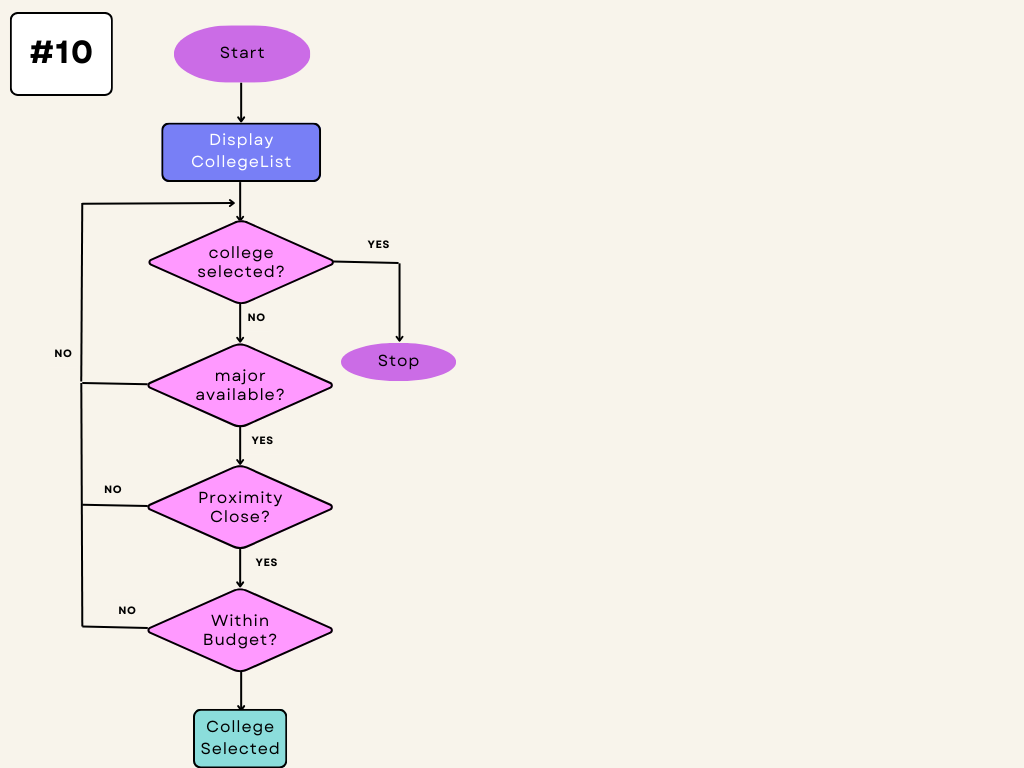 #10
Start
Display
CollegeList
college
selected?
YES
NO
Stop
NO
major
available?
YES
NO
Proximity
Close?
YES
NO
Within
Budget?
College
Selected